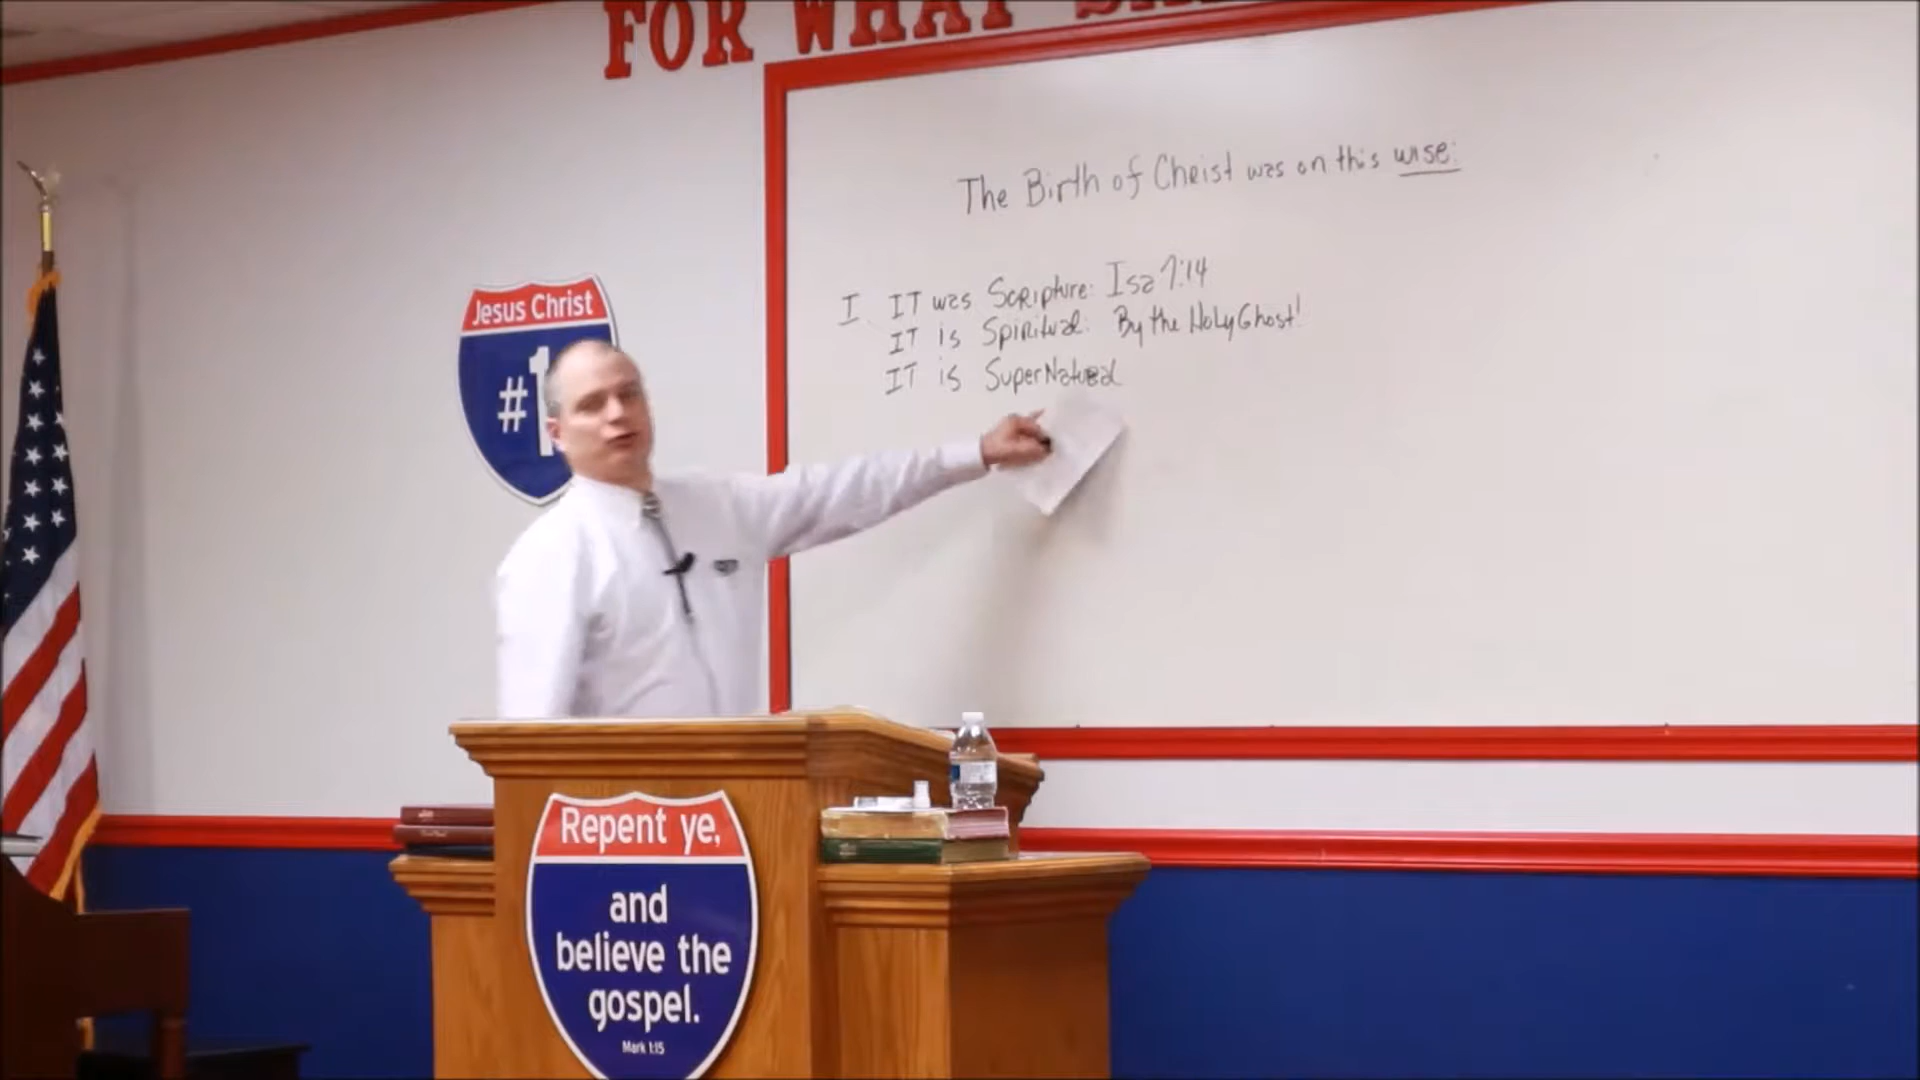 FOR WHAT
The Birth of Christ was on this wise:
I IT was Scripture: Isa 7:14
IT is Spiritual: By the Holy Ghost!
IT is SuperNatural
Jesus Christ
#1
Repent ye,
and
believe the
gospel.
Mark 1:15